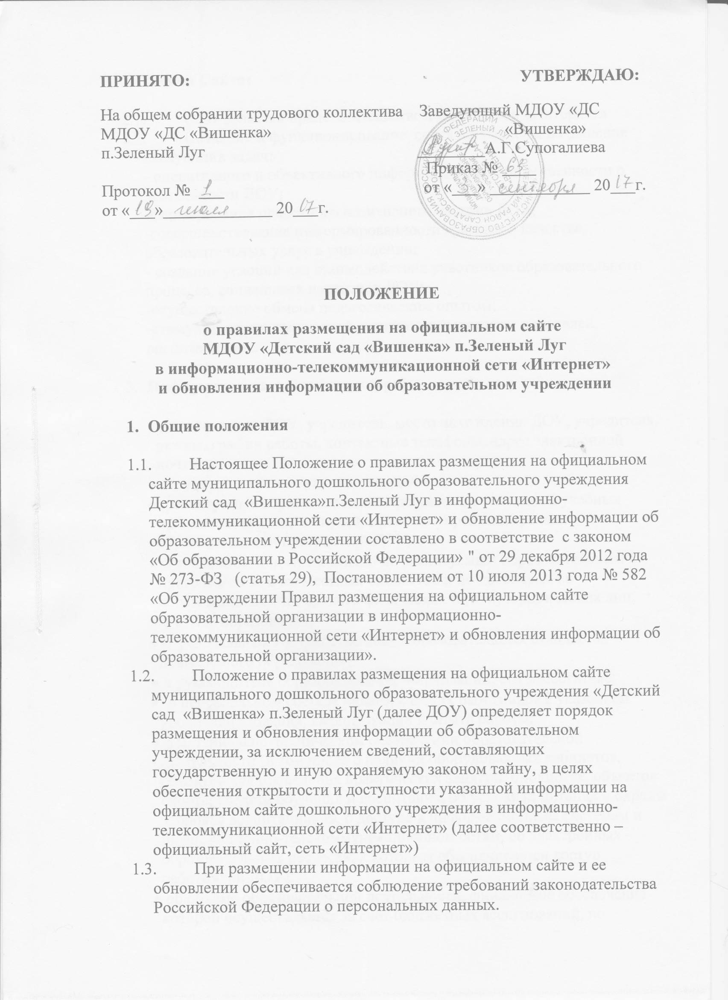 ПРИНЯТО:
УТВЕРЖДАЮ:
На общем собрании трудового коллектива
МДОУ «ДС «Вишенка»
п.Зеленый Луг
Протокол № 1
от «19» июля 2017г.
Заведующий МДОУ «ДС
«Вишенка»
А.Г.Супогалиева
Приказ № 63
от «5» сентября 2017г.
ПОЛОЖЕНИЕ
о правилах размещения на официальном сайте
МДОУ «Детский сад «Вишенка» п.Зеленый Луг
в информационно-телекоммуникационной сети «Интернет»
и обновления информации об образовательном учреждении
1. Общие положения
1.1. Настоящее Положение о правилах размещения на официальном
сайте муниципального дошкольного образовательного учреждения
Детский сад «Вишенка»п.Зеленый Луг в информационно-
телекоммуникационной сети «Интернет» и обновление информации об
образовательном учреждении составлено в соответствие с законом
«Об образовании в Российской Федерации» " от 29 декабря 2012 года
№ 273-ФЗ (статья 29), Постановлением от 10 июля 2013 года № 582
«Об утверждении Правил размещения на официальном сайте
образовательной организации в информационно-
телекоммуникационной сети «Интернет» и обновления информации об
образовательной организации».
1.2. Положение о правилах размещения на официальном сайте
муниципального дошкольного образовательного учреждения «Детский
сад «Вишенка» п.Зеленый Луг (далее ДОУ) определяет порядок
размещения и обновления информации об образовательном
учреждении, за исключением сведений, составляющих
государственную и иную охраняемую законом тайну, в целях
обеспечения открытости и доступности указанной информации на
официальном сайте дошкольного учреждения в информационно-
телекоммуникационной сети «Интернет» (далее соответственно –
официальный сайт, сеть «Интернет»)
1.3. При размещении информации на официальном сайте и ее
обновлении обеспечивается соблюдение требований законодательства
Российской Федерации о персональных данных.